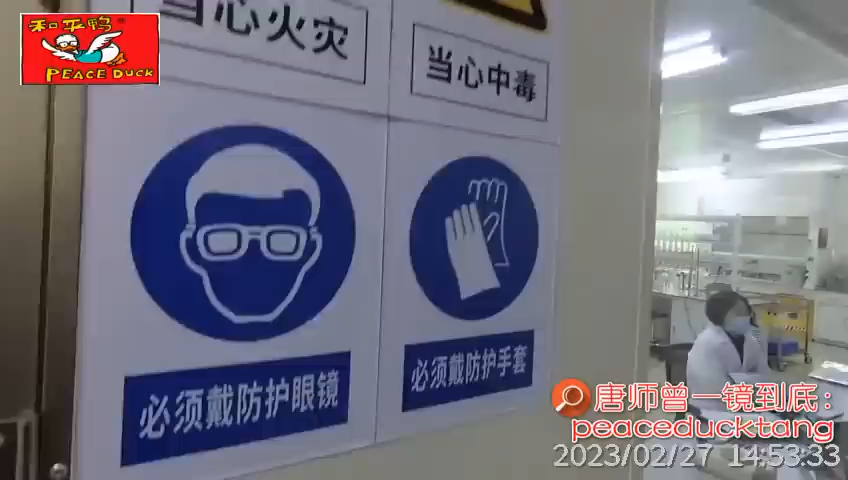 和平鸭®
PEACE DUCK
当心火灾
当心中毒
必须戴防护眼镜
必须戴防护手套
唐师曾一镜到底：
peaceducktang
2023/02/27 14:53:33